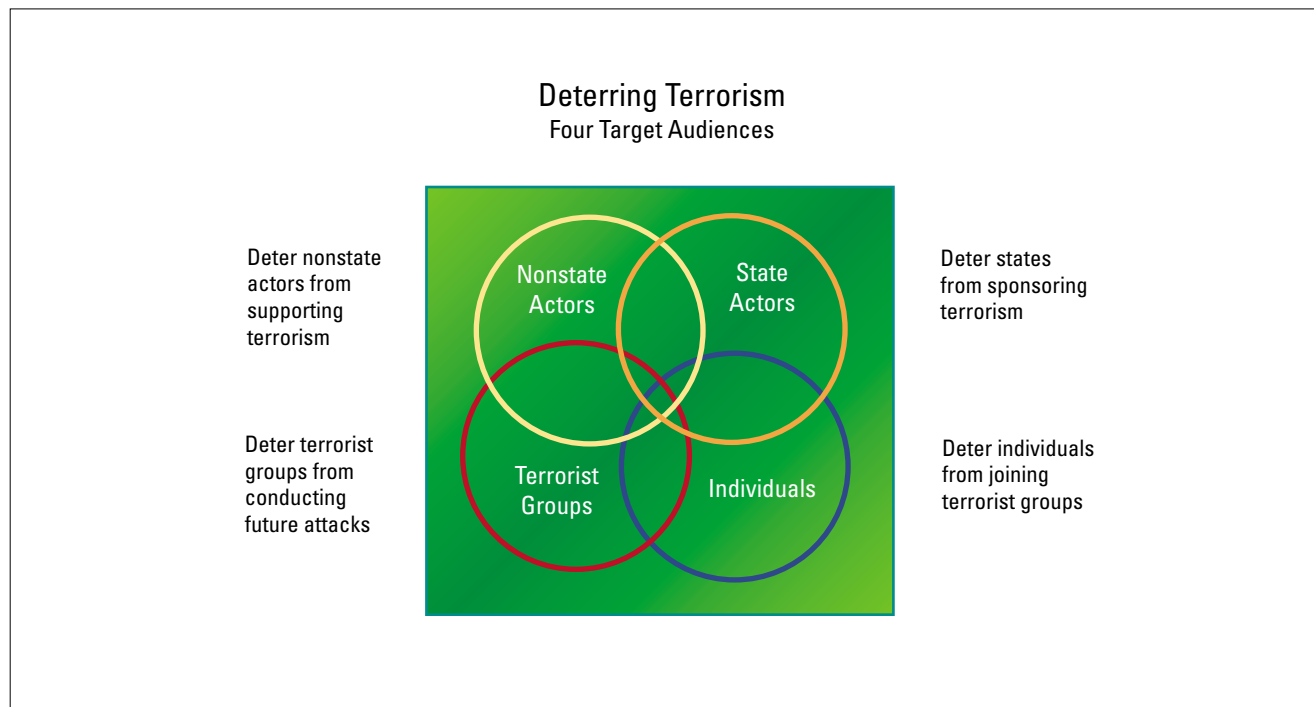 Deterring Terrorism
Four Target Audiences
Deter nonstate
actors from
supporting
terrorism
Nonstate
Actors
State
Actors
Deter states
from sponsoring
terrorism
Deter terrorist
groups from
conducting
future attacks
Terrorist
Groups
Individuals
Deter individuals
from joining
terrorist groups